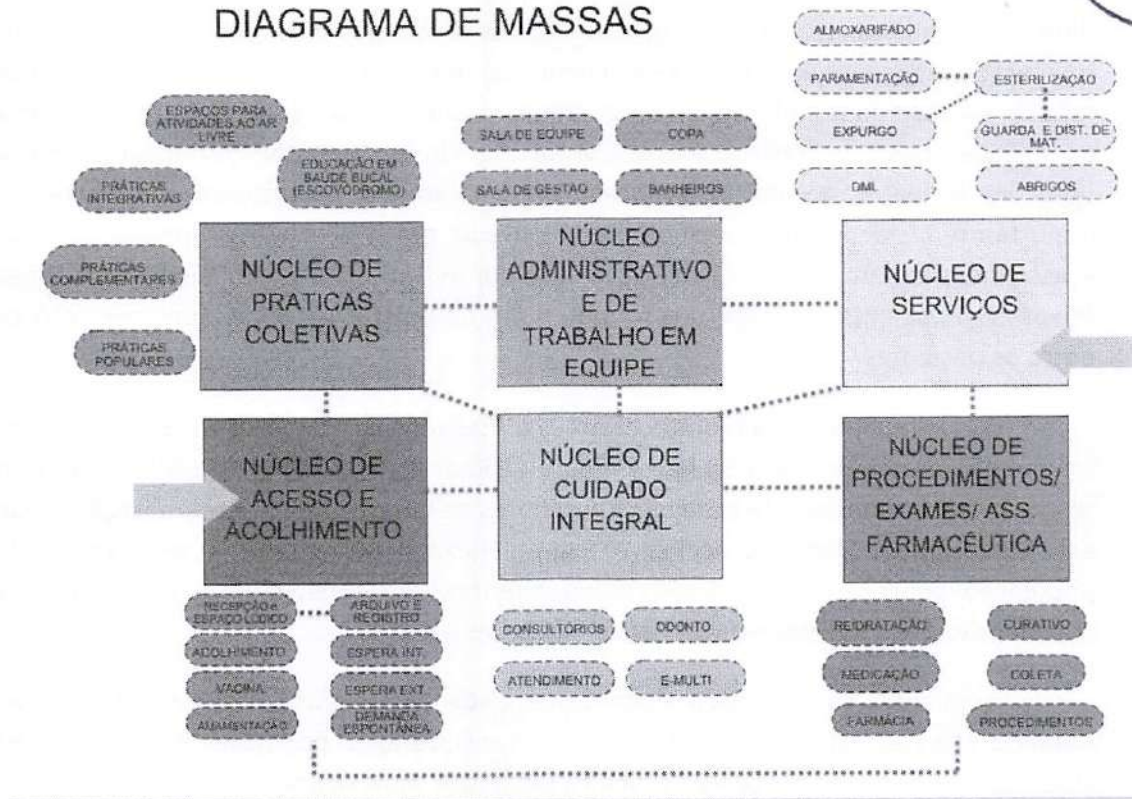 DIAGRAMA DE MASSAS
ALMOXARIFADO
PARAMENTAÇÃO
ESTERILIZAÇÃO
EXPURGO
GUARDA E DIST. DE
MAT.
DML
ABRIGOS
ESPAÇOS PARA
ATIVIDADES AO AR
LIVRE
EDUCAÇÃO EM
SAUDE BUCAL
(ESCOVÓDROMO)
PRÁTICAS
INTEGRATIVAS
PRÁTICAS
COMPLEMENTARES
PRÁTICAS
POPULARES
SALA DE EQUIPE
COPA
SALA DE GESTÃO
BANHEIROS
NÚCLEO DE
PRATICAS
COLETIVAS
NÚCLEO
ADMINISTRATIVO
E DE
TRABALHO EM
EQUIPE
NÚCLEO DE
SERVIÇOS
NÚCLEO DE
ACESSO E
ACOLHIMENTO
NÚCLEO DE
CUIDADO
INTEGRAL
NÚCLEO DE
PROCEDIMENTOS/
EXAMES/ ASS
FARMACÊUTICA
RECEPÇÃO e
ESPAÇO LÚDICO
ARQUIVO E
REGISTRO
ACOLHIMENTO
ESPERA INT.
VACINA
ESPERA EXT.
AMAMENTAÇÃO
DEMANDA
ESPONTÂNEA
CONSULTÓRIOS
ODONTO
ATENDIMENTO
E-MULTI
REIDRATAÇÃO
CURATIVO
MEDICAÇÃO
COLETA
FARMÁCIA
PROCEDIMENTOS